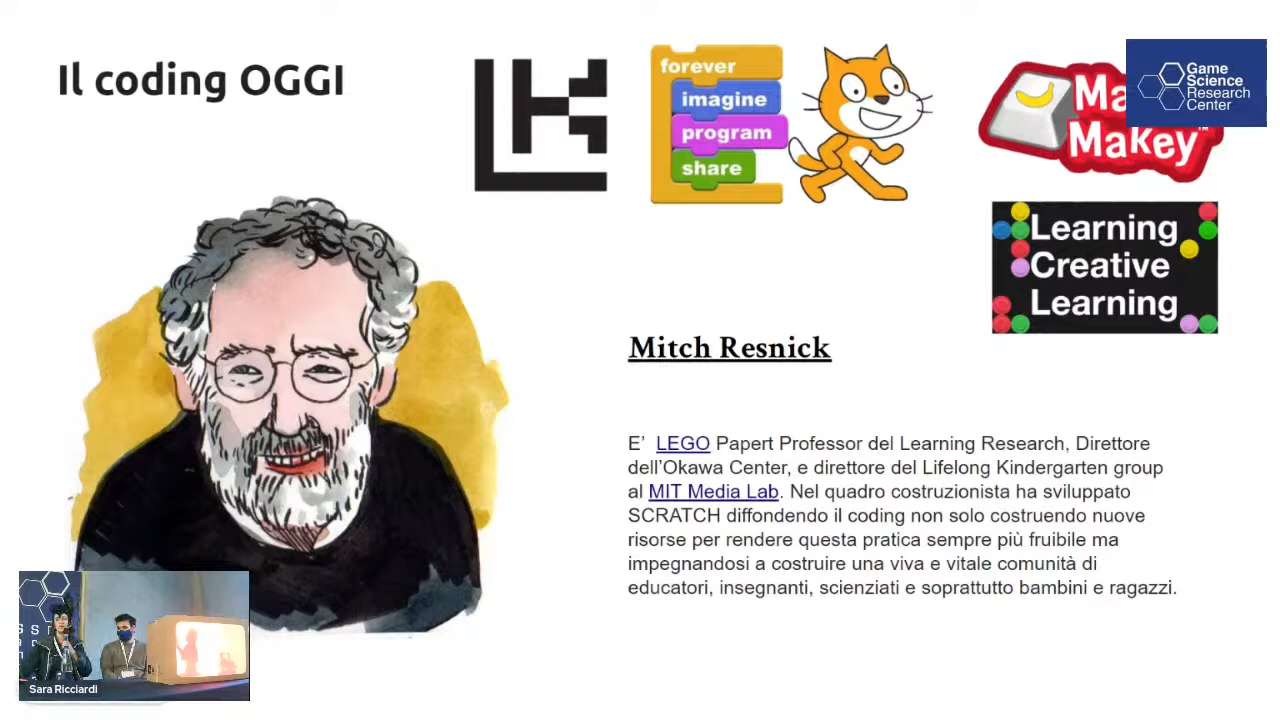 Il coding OGGI
forever
imagine
program
share
Makey
Game
Science
Research
Center
Learning
Creative
Learning
Mitch Resnick
E' LEGO Papert Professor del Learning Research, Direttore
dell'Okawa Center, e direttore del Lifelong Kindergarten group
al MIT Media Lab. Nel quadro costruzionista ha sviluppato
SCRATCH diffondendo il coding non solo costruendo nuove
risorse per rendere questa pratica sempre più fruibile ma
impegnandosi a costruire una viva e vitale comunità di
educatori, insegnanti, scienziati e soprattutto bambini e ragazzi.
Sara Ricciardi